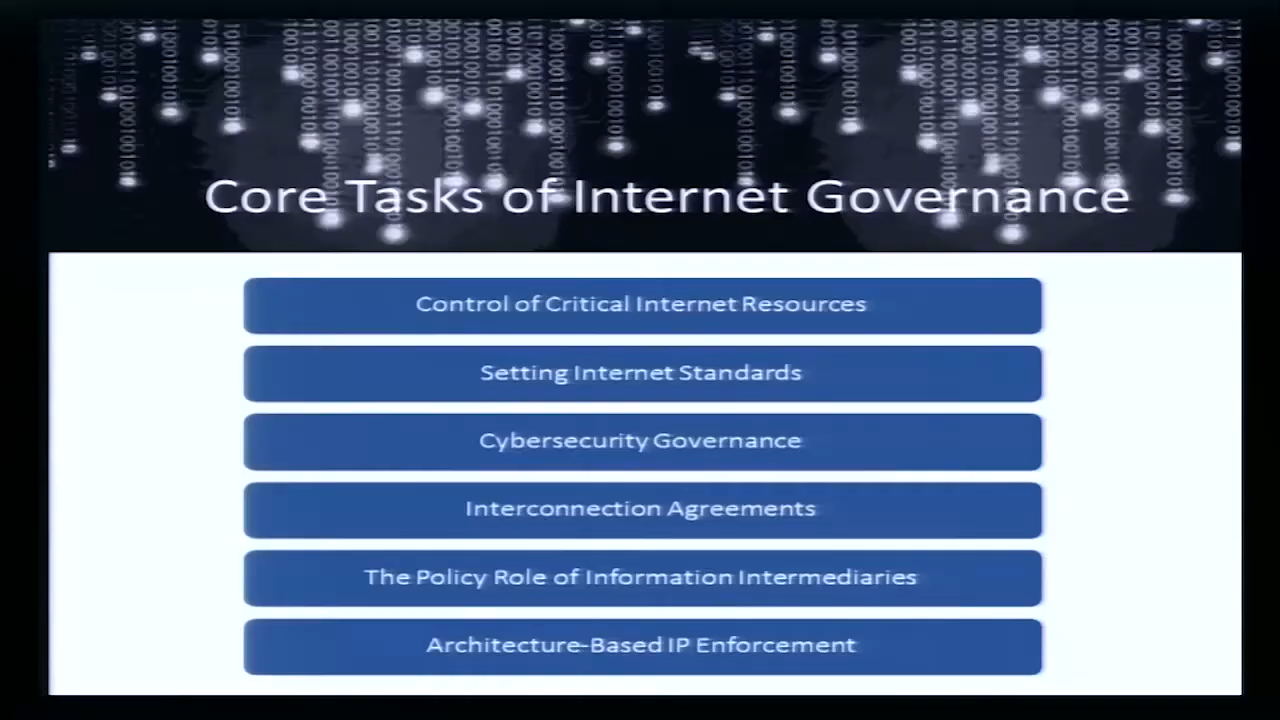 Core Tasks of Internet Governance
Control of Critical Internet Resources
Setting Internet Standards
Cybersecurity Governance
Interconnection Agreements
The Policy Role of Information Intermediaries
Architecture-Based IP Enforcement